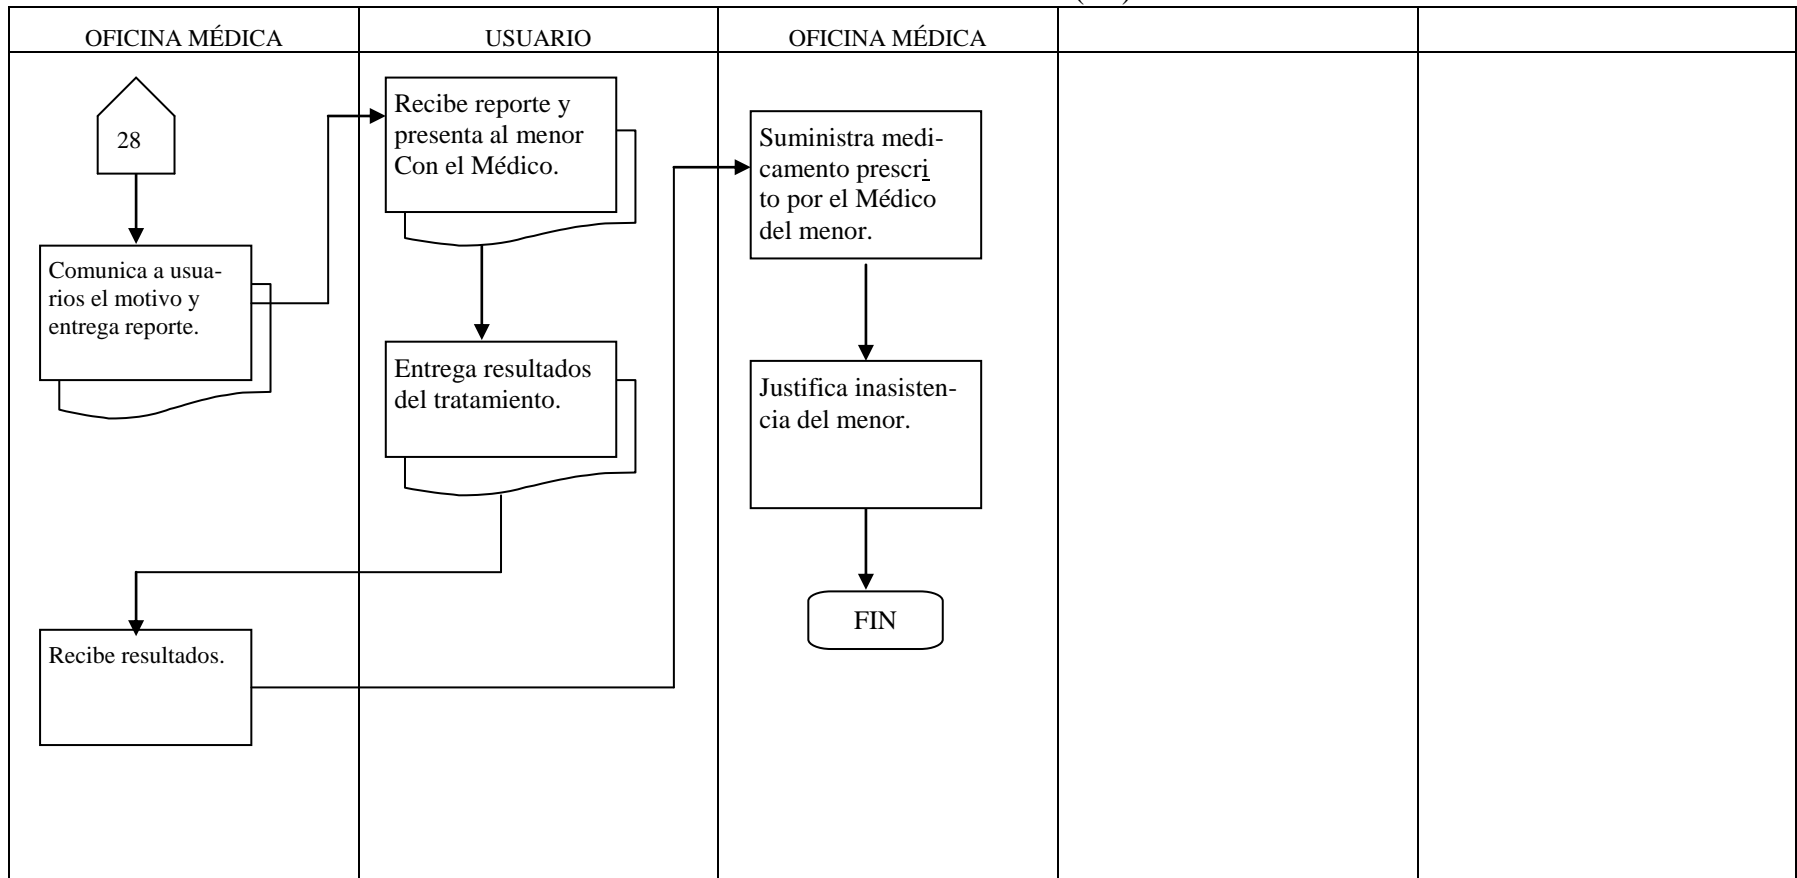 OFICINA MÉDICA
USUARIO
OFICINA MÉDICA
28
Comunica a usua-
rios el motivo y
entrega reporte.
Recibe resultados.
Recibe reporte y
presenta al menor
Con el Médico.
Entrega resultados
del tratamiento.
Suministra medi-
camento prescri
to por el Médico
del menor.
Justifica inasisten-
cia del menor.
FIN